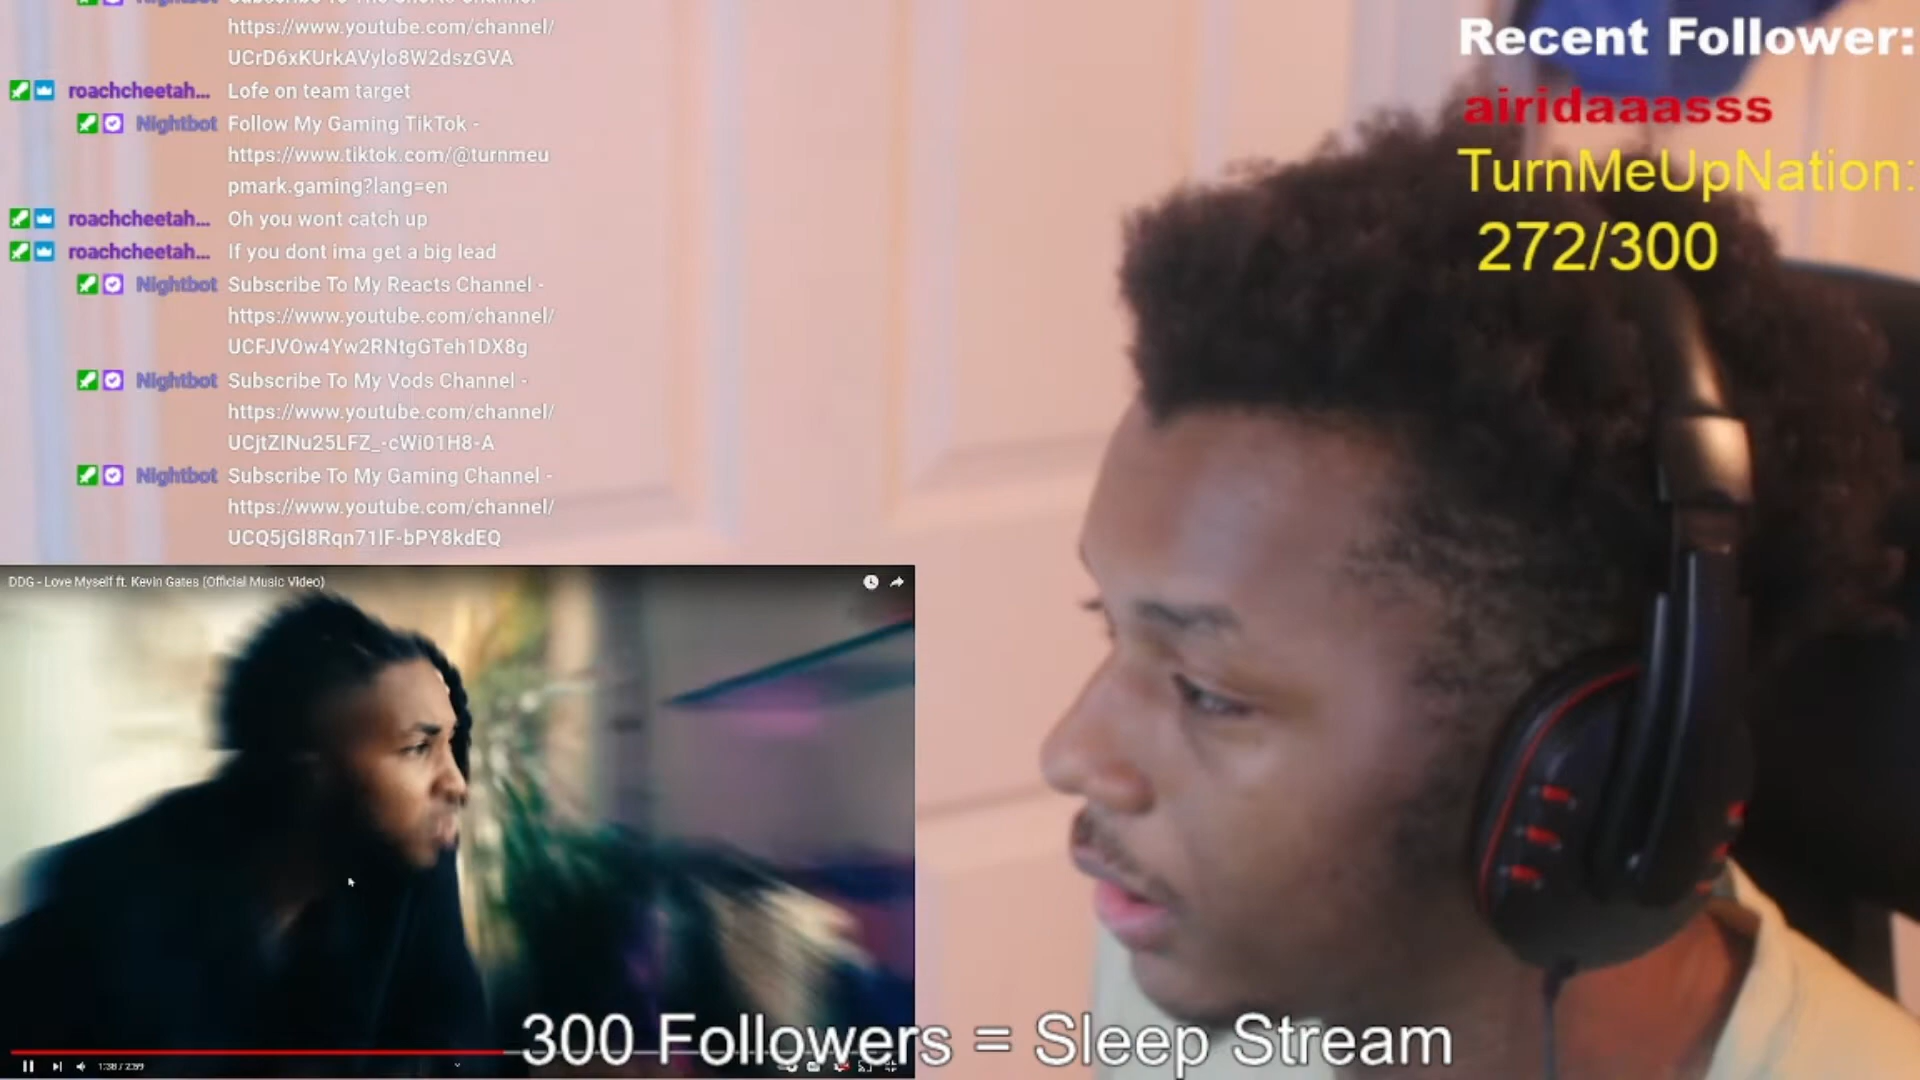 https://www.youtube.com/channel/
UCrD6xKUrkAVylo8W2dszGVA
roachcheetah... Lofe on team target
Nightbot Follow My Gaming TikTok -
https://www.tiktok.com/@turnmeu
pmark.gaming?lang=en
roachcheetah... Oh you wont catch up
roachcheetah... If you dont ima get a big lead
Nightbot Subscribe To My Reacts Channel -
https://www.youtube.com/channel/
UCFJVOw4Yw2RNtgGTeh1DX8g
Nightbot Subscribe To My Vods Channel -
https://www.youtube.com/channel/
UCjtZINu25LFZ_-cWi01H8-A
Nightbot Subscribe To My Gaming Channel -
https://www.youtube.com/channel/
UCQ5jGl8Rqn71lF-bPY8kdEQ
Recent Follower:
airidaaasss
TurnMeUpNation:
272/300
DDG - Love Myself ft. Kevin Gates (Official Music Video)
300 Followers = Sleep Stream
1:38 / 2:59